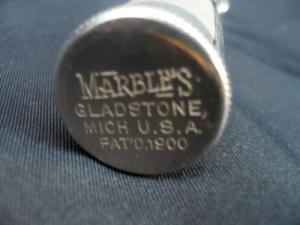 MARBLE'S
GLADSTONE,
MICH U.S.A.
PAT'D.1900